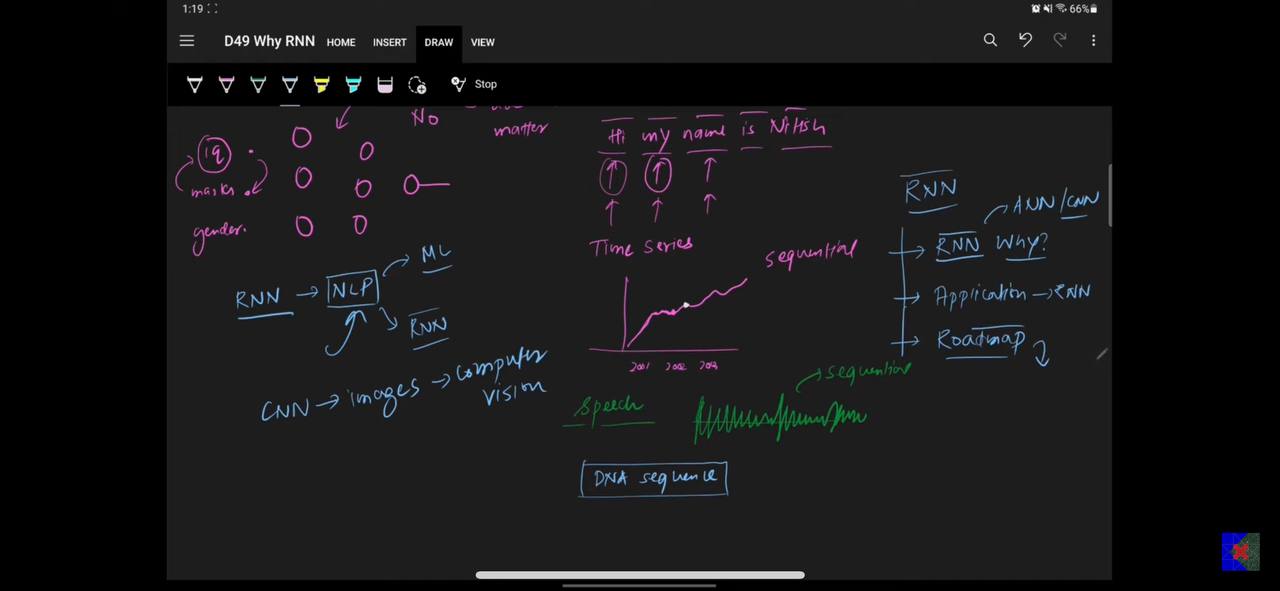 1:19
66%
D49 Why RNN HOME INSERT DRAW VIEW
Stop
No
matter
iq
marks
gender
Hi my name is Nitish
Time Series
sequential
2001 2002 2003
RNN → NLP
ML
RNN
CNN → images → computer
vision
Speech
sequential
DNA sequence
RNN
ANN/CNN
RNN Why?
Application → RNN
Roadmap